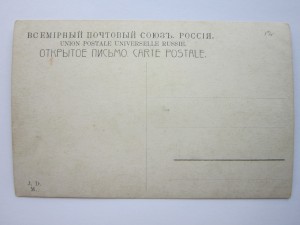 ВСЕМІРНЫЙ ПОЧТОВЫЙ СОЮЗЪ. РОССІЯ.
UNION POSTALE UNIVERSELLE RUSSIE.
ОТКРЫТОЕ ПИСЬМО. CARTE POSTALE.